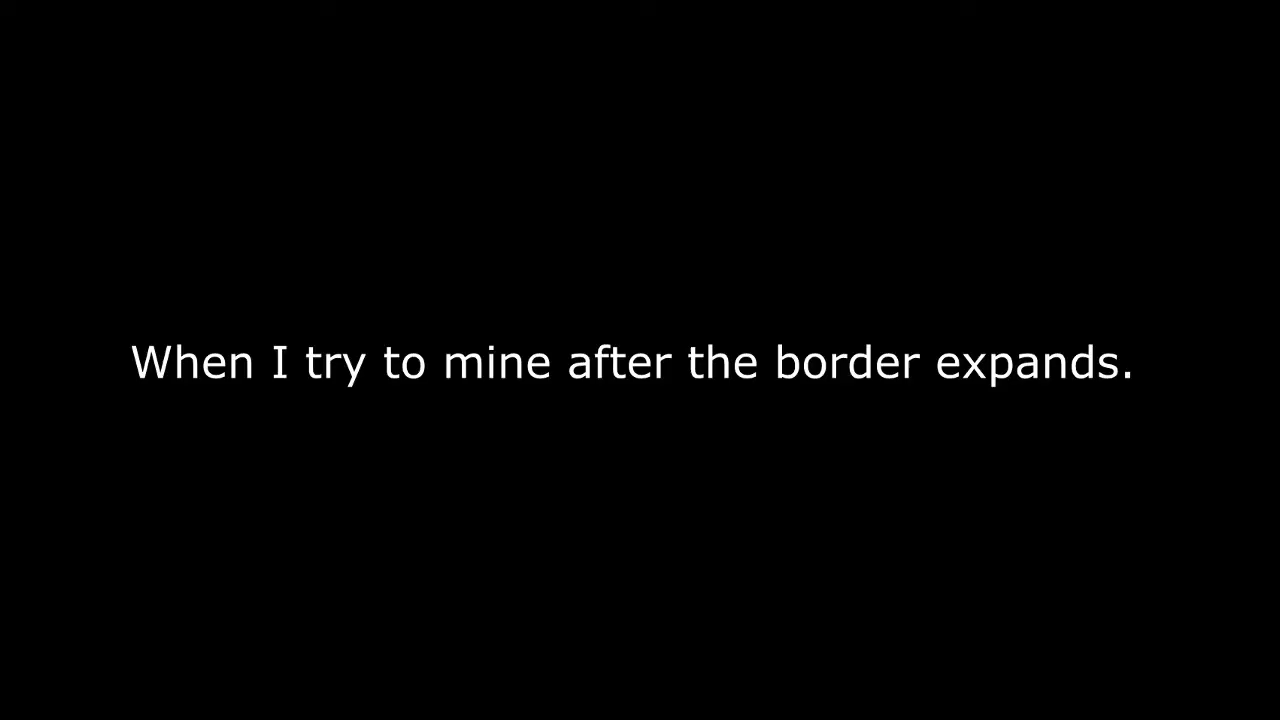 When I try to mine after the border expands.